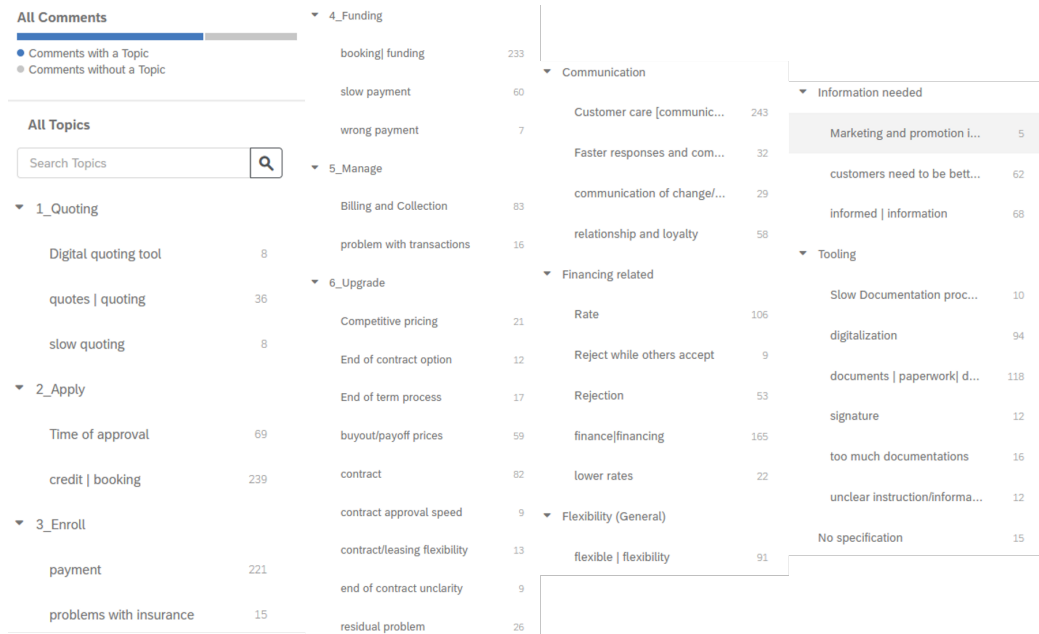 All Comments
Comments with a Topic
Comments without a Topic
All Topics
Search Topics
1_Quoting
Digital quoting tool 8
quotes | quoting 36
slow quoting 8
2_Apply
Time of approval 69
credit | booking 239
3_Enroll
payment 221
problems with insurance 15
4_Funding
booking| funding 233
slow payment 60
wrong payment 7
5_Manage
Billing and Collection 83
problem with transactions 16
6_Upgrade
Competitive pricing 21
End of contract option 12
End of term process 17
buyout/payoff prices 59
contract 82
contract approval speed 9
contract/leasing flexibility 13
end of contract unclarity 9
residual problem 26
Communication
Customer care [communic... 243
Faster responses and com... 32
communication of change/... 29
relationship and loyalty 58
Financing related
Rate 106
Reject while others accept 9
Rejection 53
finance|financing 165
lower rates 22
Flexibility (General)
flexible | flexibility 91
Information needed
Marketing and promotion i... 5
customers need to be bett... 62
informed | information 68
Tooling
Slow Documentation proc... 10
digitalization 94
documents | paperwork| d... 118
signature 12
too much documentations 16
unclear instruction/informa... 12
No specification 15